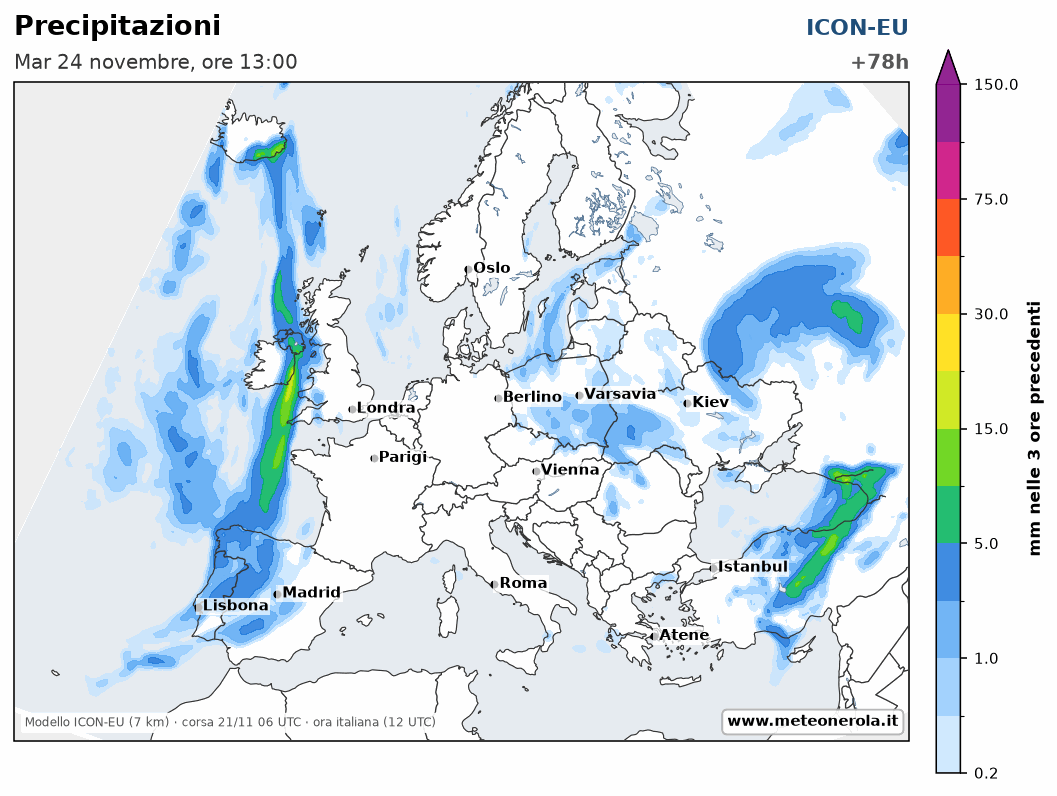 Precipitazioni
ICON-EU
Mar 24 novembre, ore 13:00
+78h
150.0
75.0
30.0
15.0
5.0
1.0
0.2
mm nelle 3 ore precedenti
Oslo
Londra
Berlino
Varsavia
Kiev
Parigi
Vienna
Istanbul
Roma
Madrid
Lisbona
Atene
Modello ICON-EU (7 km) · corsa 21/11 06 UTC · ora italiana (12 UTC)
www.meteonerola.it